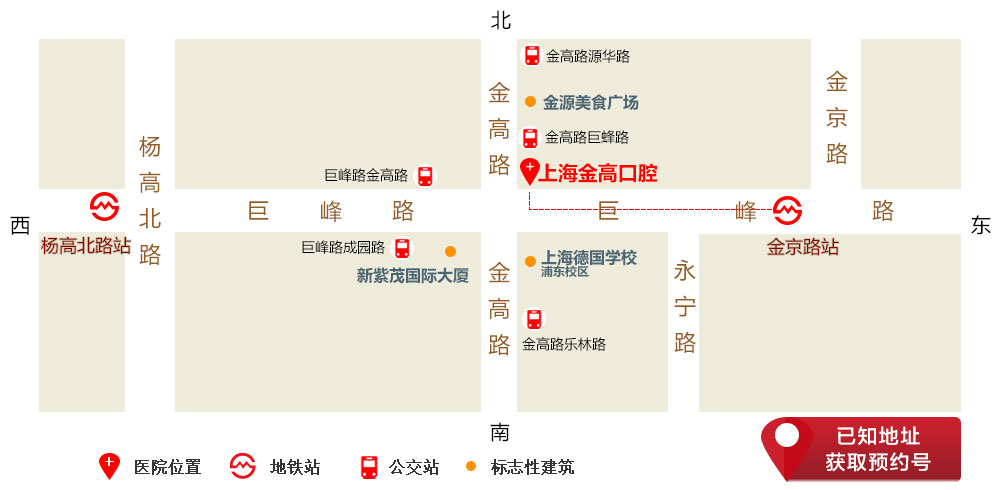 北
金高路源华路
金源美食广场
金高路
金京路
金高路巨蜂路
杨高北路
上海金高口腔
巨峰路金高路
巨峰路
巨峰路
西
东
杨高北路站
巨峰路成园路
新紫茂国际大厦
金高路
上海德国学校
浦东校区
永宁路
金京路站
金高路乐林路
南
已知地址
获取预约号
医院位置
地铁站
公交站
标志性建筑